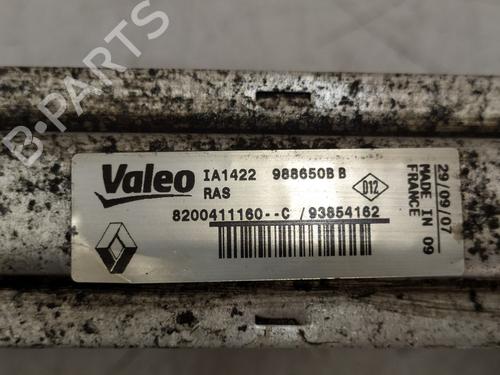 B-PARTS
Valeo IA1422 988650B B
RAS
D12
8200411160--C / 93854162
29/09/07
MADE IN 09
FRANCE